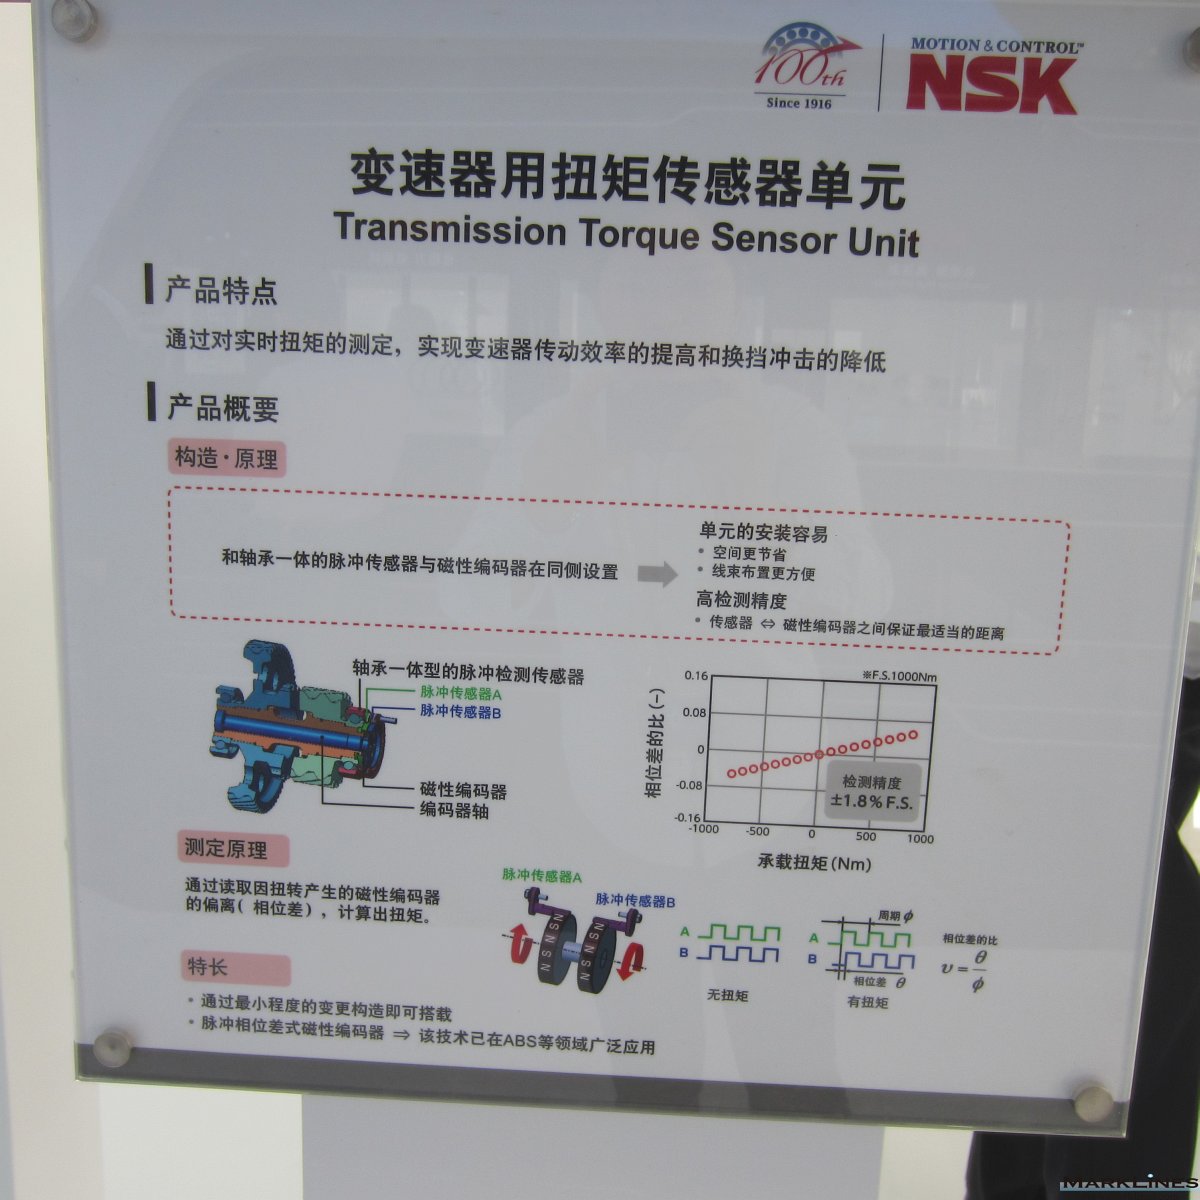 100th
Since 1916
MOTION & CONTROL™
NSK
变速器用扭矩传感器单元
Transmission Torque Sensor Unit
产品特点
通过对实时扭矩的测定，实现变速器传动效率的提高和换挡冲击的降低
产品概要
构造·原理
和轴承一体的脉冲传感器与磁性编码器在同侧设置
单元的安装容易
• 空间更节省
• 线束布置更方便
高检测精度
• 传感器 ⇔ 磁性编码器之间保证最适当的距离
轴承一体型的脉冲检测传感器
脉冲传感器A
脉冲传感器B
磁性编码器
编码器轴
※F.S.1000Nm
相位差的比 (−)
0.16
0.08
0
-0.08
-0.16
-1000 -500 0 500 1000
检测精度
±1.8% F.S.
承载扭矩(Nm)
测定原理
通过读取因扭转产生的磁性编码器
的偏离( 相位差) ，计算出扭矩。
脉冲传感器A
脉冲传感器B
N S N S N
N S N S N
A
B
无扭矩
周期 ϕ
A
B
相位差 θ
有扭矩
相位差的比
υ = θ/ϕ
特长
• 通过最小程度的变更构造即可搭载
• 脉冲相位差式磁性编码器 ⇒ 该技术已在ABS等领域广泛应用
MARKLINES